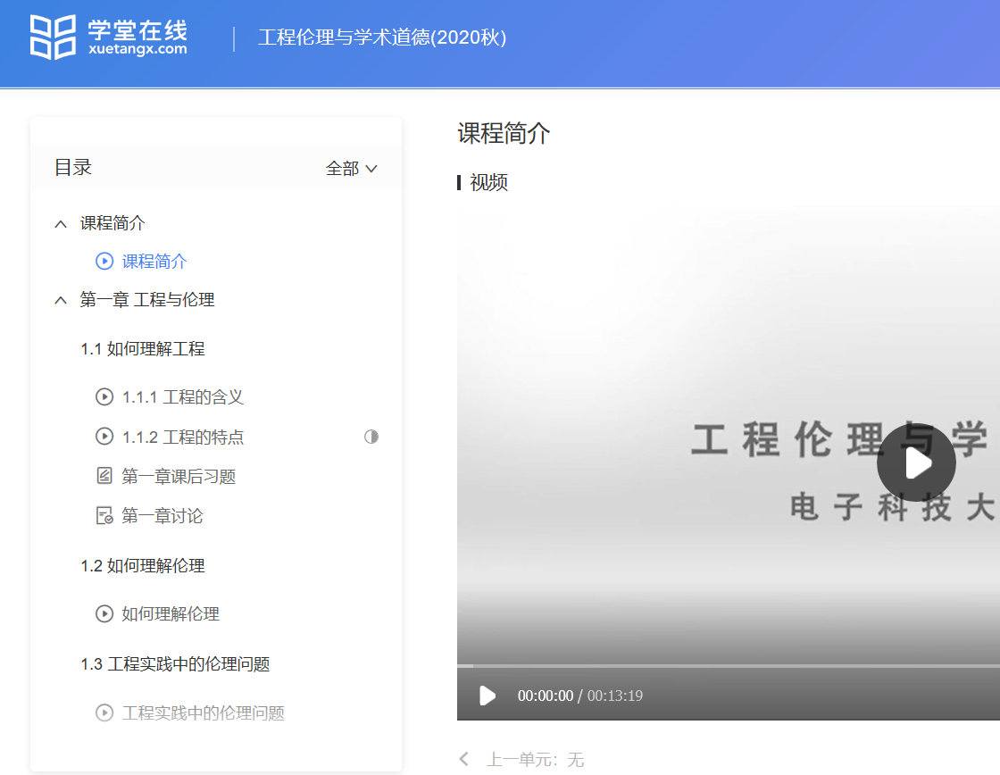 学堂在线
xuetangx.com
工程伦理与学术道德(2020秋)
目录
全部
课程简介
课程简介
第一章 工程与伦理
1.1 如何理解工程
1.1.1 工程的含义
1.1.2 工程的特点
第一章课后习题
第一章讨论
1.2 如何理解伦理
如何理解伦理
1.3 工程实践中的伦理问题
工程实践中的伦理问题
课程简介
视频
工程伦理与学
电子科技大
00:00:00 / 00:13:19
上一单元：无